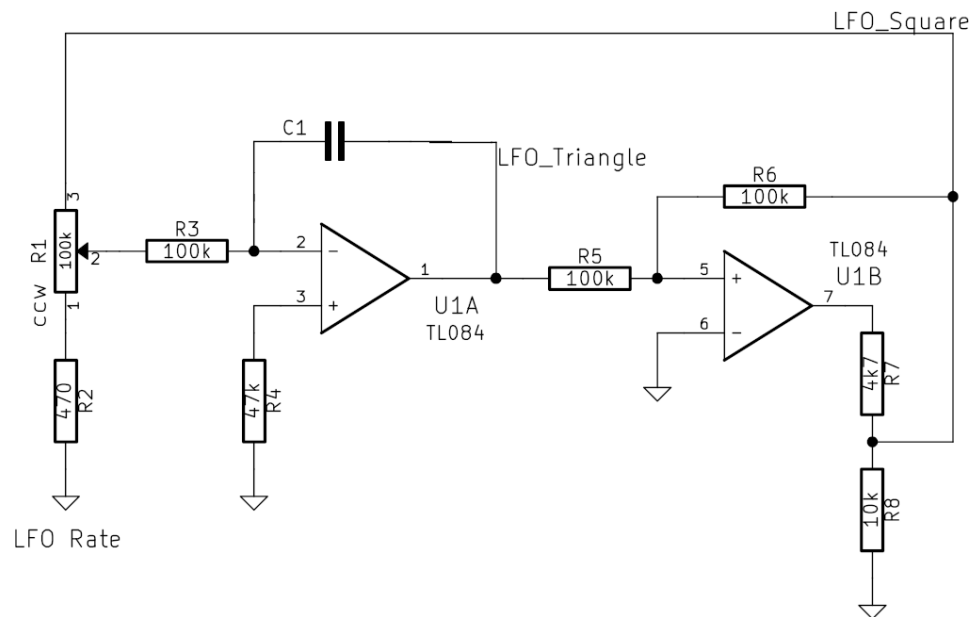 LFO_Square
C1
LFO_Triangle
R6
100k
3
R1
100k
2
CCW
1
R3
100k
2
-
3
+
1
U1A
TL084
R5
100k
5
+
6
-
7
TL084
U1B
470
R2
47k
R4
4k7
R7
10k
R8
LFO Rate